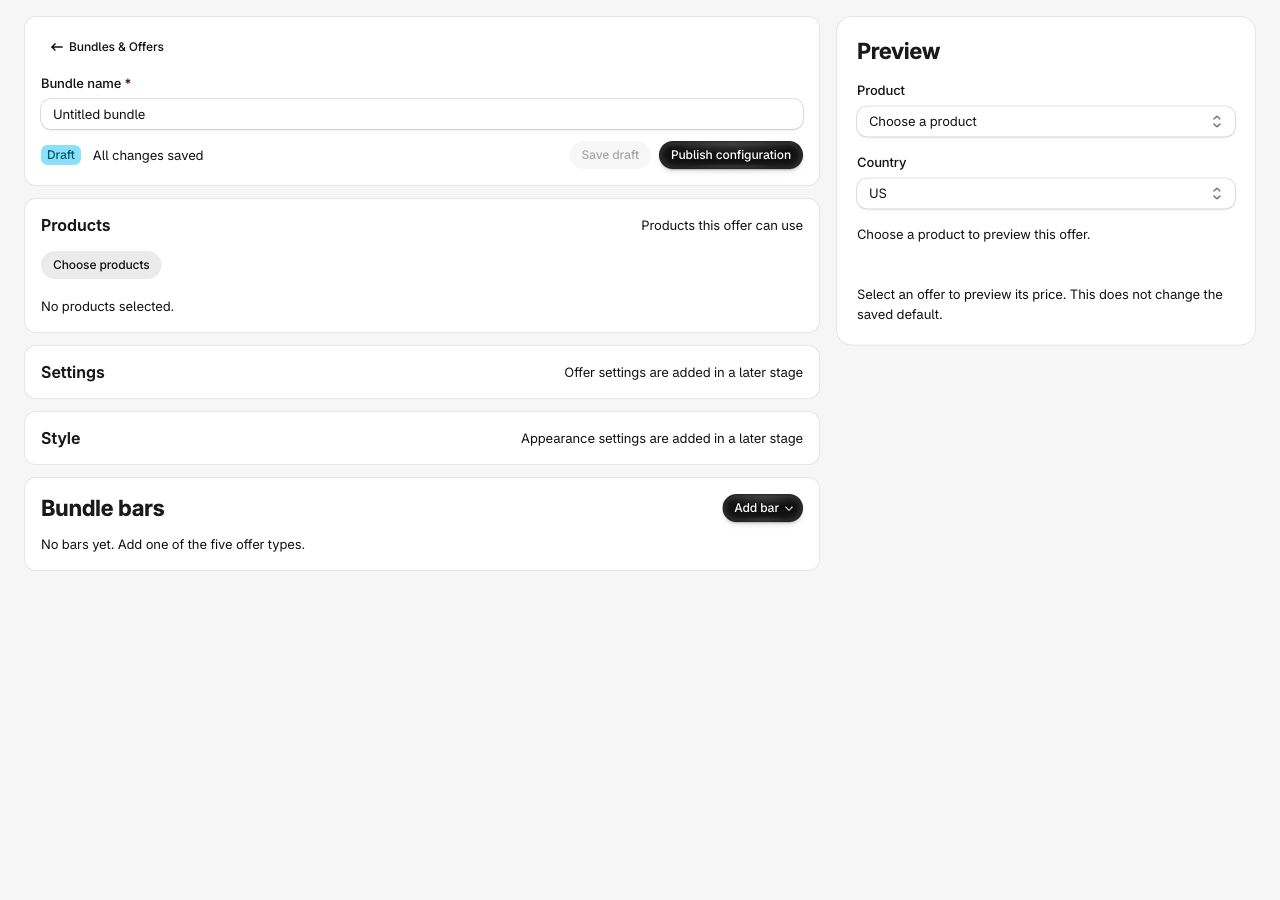 Bundles & Offers
Bundle name *
Untitled bundle
Draft All changes saved Save draft Publish configuration
Products Products this offer can use
Choose products
No products selected.
Settings Offer settings are added in a later stage
Style Appearance settings are added in a later stage
Bundle bars Add bar
No bars yet. Add one of the five offer types.
Preview
Product
Choose a product
Country
US
Choose a product to preview this offer.
Select an offer to preview its price. This does not change the
saved default.